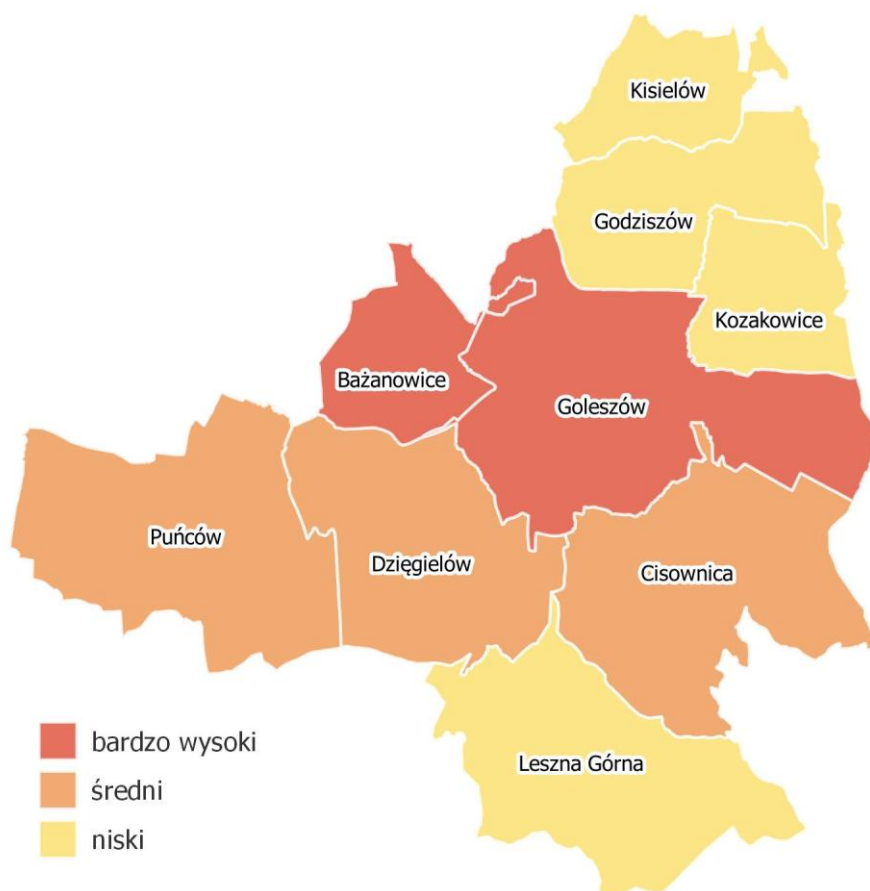 Kisielów
Godziszów
Kozakowice
Bażanowice
Goleszów
Puńców
Dzięgielów
Cisownica
Leszna Górna
bardzo wysoki
średni
niski